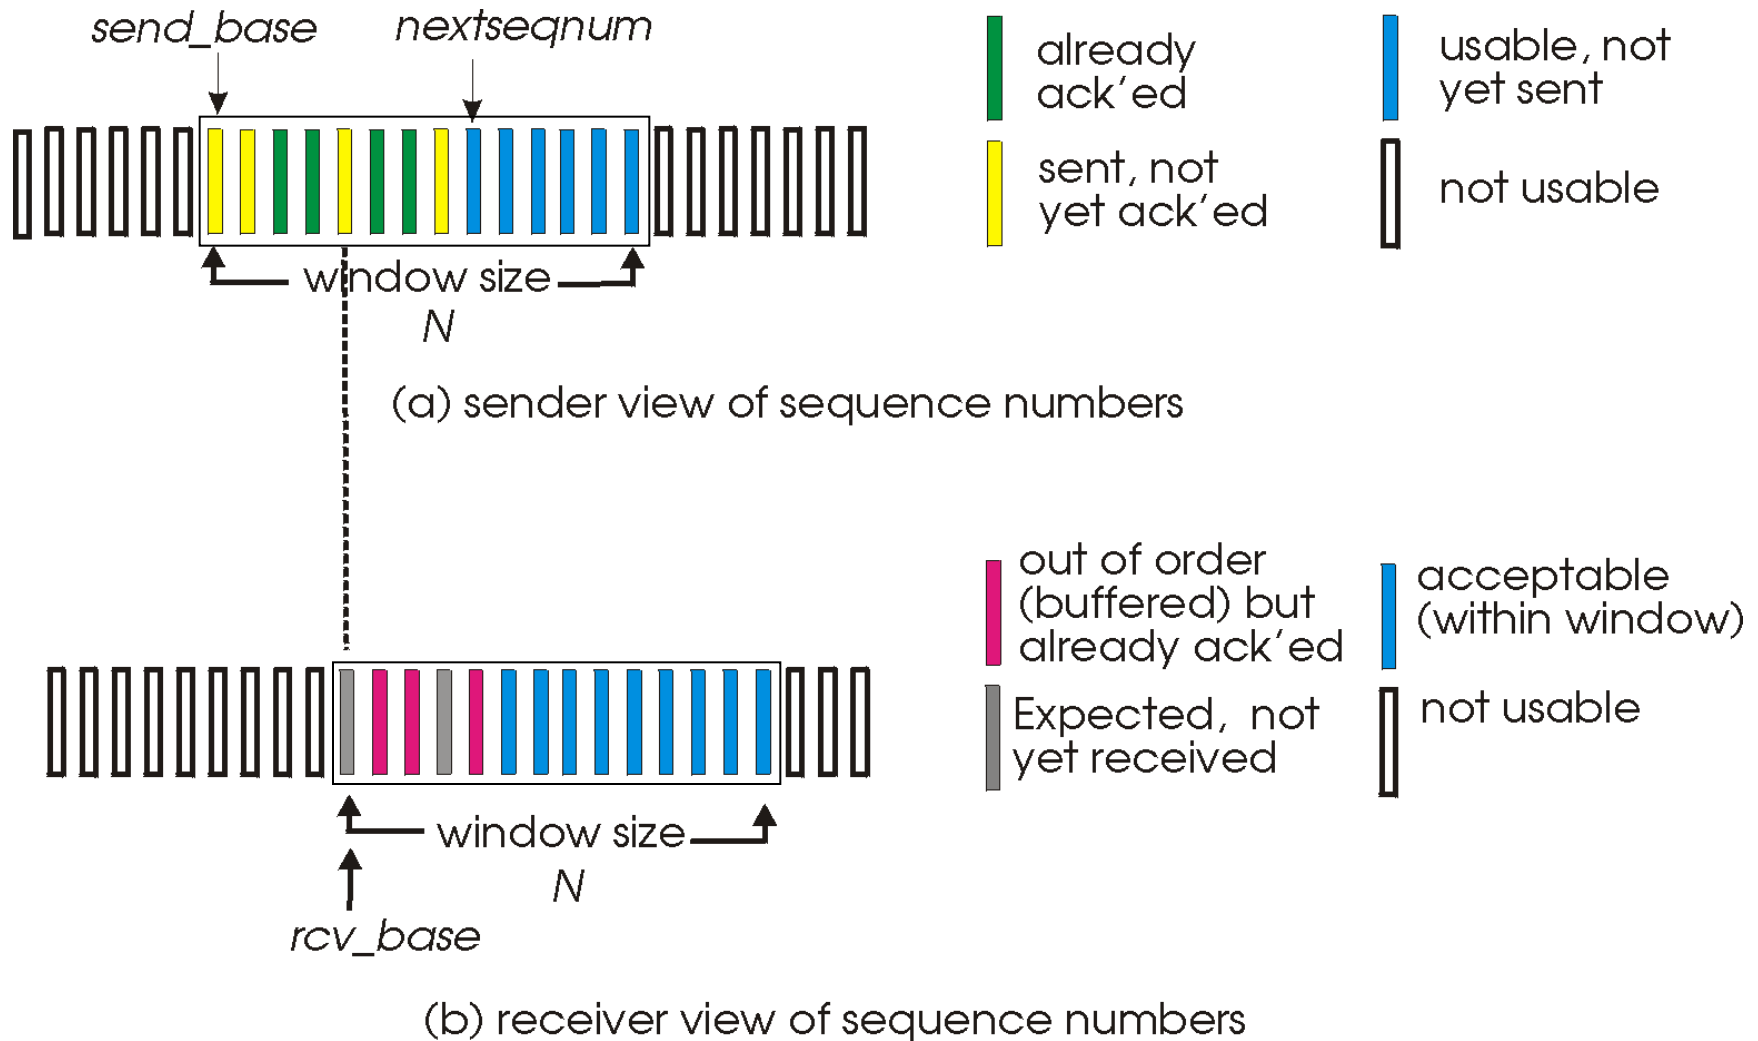 send_base
nextseqnum
already
ack'ed
usable, not
yet sent
sent, not
yet ack'ed
not usable
window size
N
(a) sender view of sequence numbers
out of order
(buffered) but
already ack'ed
acceptable
(within window)
Expected, not
yet received
not usable
window size
N
rcv_base
(b) receiver view of sequence numbers